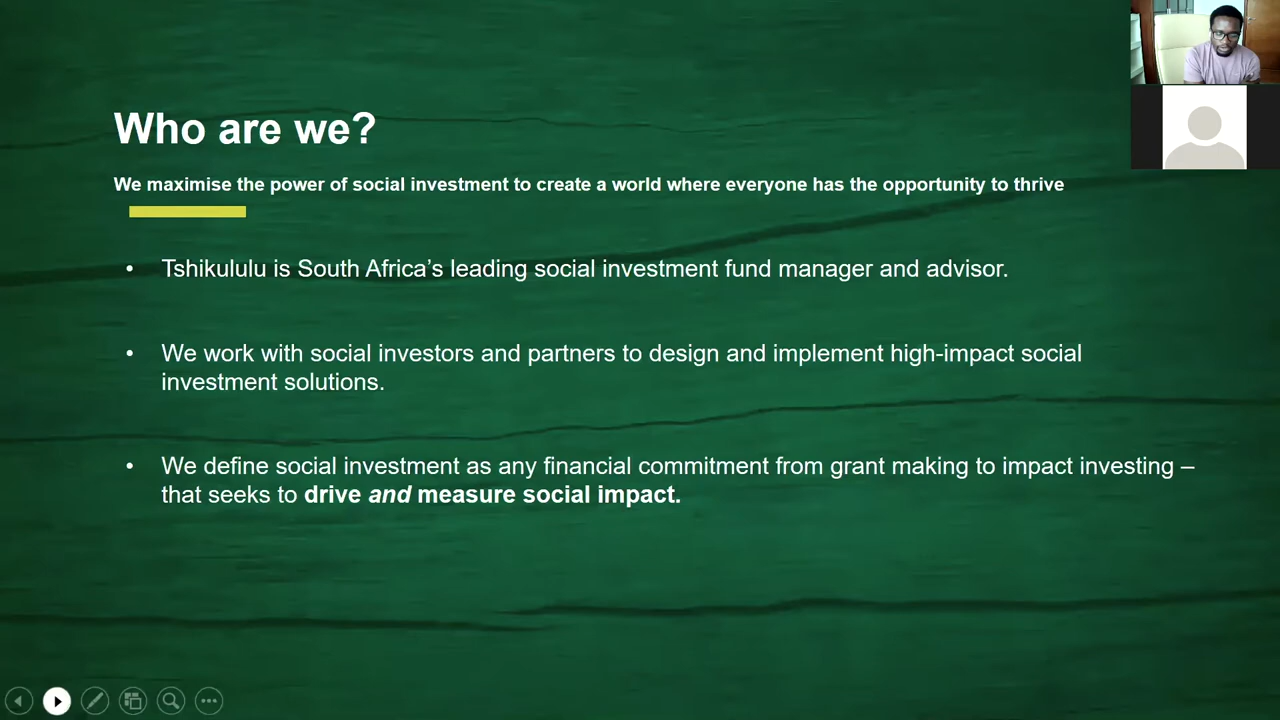 Who are we?
We maximise the power of social investment to create a world where everyone has the opportunity to thrive
• Tshikululu is South Africa’s leading social investment fund manager and advisor.
• We work with social investors and partners to design and implement high-impact social
investment solutions.
• We define social investment as any financial commitment from grant making to impact investing –
that seeks to drive and measure social impact.